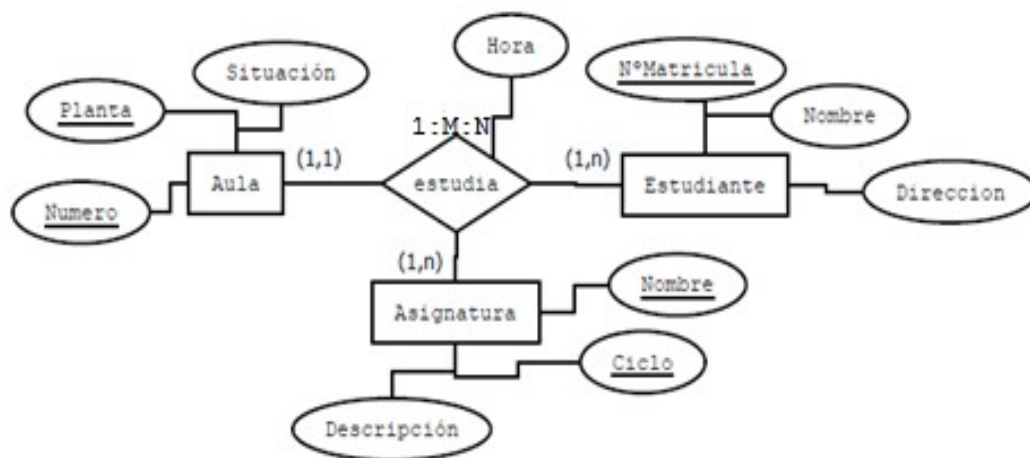 Hora
Situación
NºMatricula
Planta
Nombre
1:M:N
(1,1)
(1,n)
Aula
estudia
Estudiante
Direccion
Numero
(1,n)
Nombre
Asignatura
Ciclo
Descripción